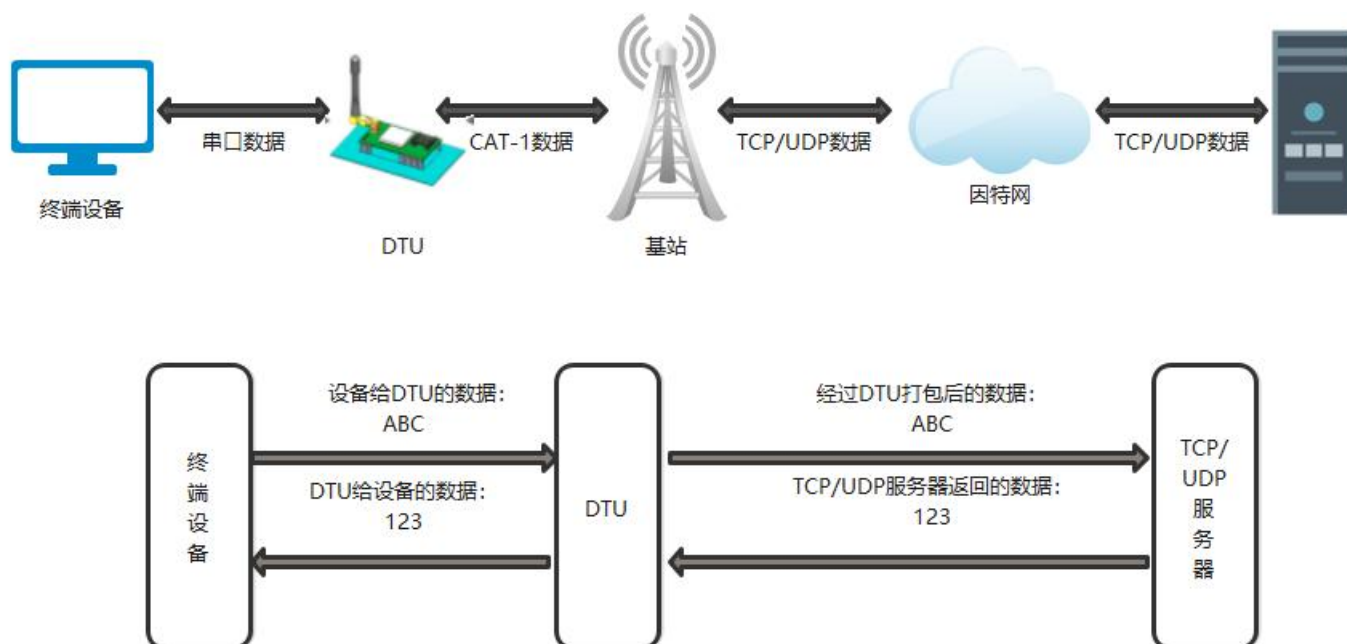 串口数据
CAT-1数据
TCP/UDP数据
TCP/UDP数据
终端设备
DTU
基站
因特网
设备给DTU的数据：
ABC
经过DTU打包后的数据：
ABC
终
端
设
备
DTU给设备的数据：
123
DTU
TCP/UDP服务器返回的数据：
123
TCP/
UDP
服
务
器